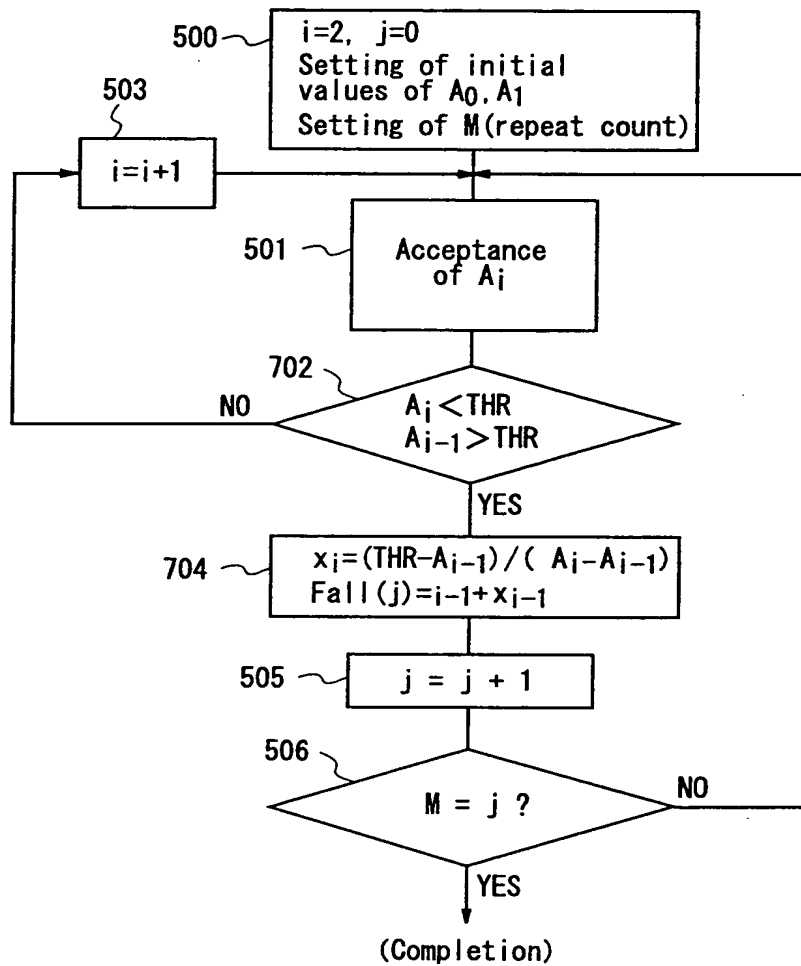 500
i=2, j=0
Setting of initial
values of A0, A1
Setting of M(repeat count)
503
i=i+1
501
Acceptance
of Ai
702
NO
Ai<THR
Ai-1>THR
YES
704
xi=(THR-Ai-1)/( Ai-Ai-1)
Fall(j)=i-1+xi-1
505
j = j + 1
506
M = j ?
NO
YES
(Completion)